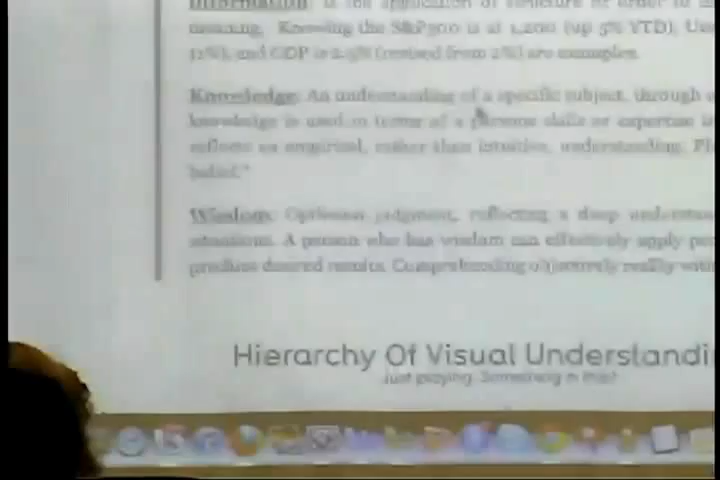 Information: is the application of structure or order to
meaning. Knowing the S&P500 is at 1,200 (up 5% YTD),
and GDP is 2.5% (revised from 2%) are examples.
Knowledge: An understanding of a specific subject, through
knowledge is used in terms of a persons skills or expertise in
reflects an empirical, rather than intuitive, understanding.
belief."
Wisdom: Optimum judgment, reflecting a deep
situations. A person who has wisdom can effectively apply
produce desired results. Comprehending objectively reality
Hierarchy Of Visual Understandi
Just playing. Something